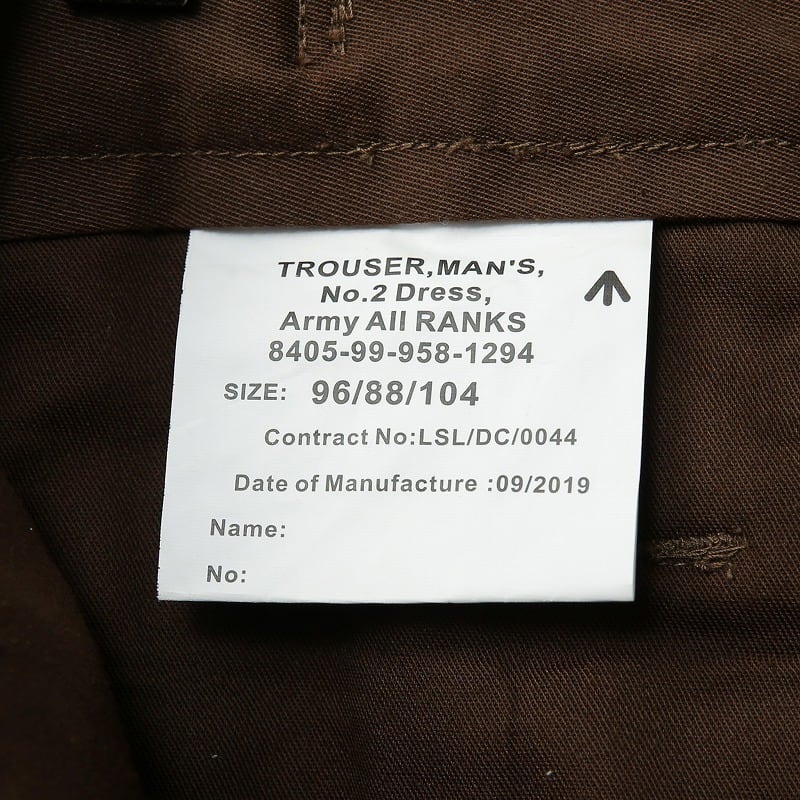 TROUSER,MAN'S,
No.2 Dress,
Army All RANKS
8405-99-958-1294
SIZE: 96/88/104
Contract No:LSL/DC/0044
Date of Manufacture :09/2019
Name:
No: